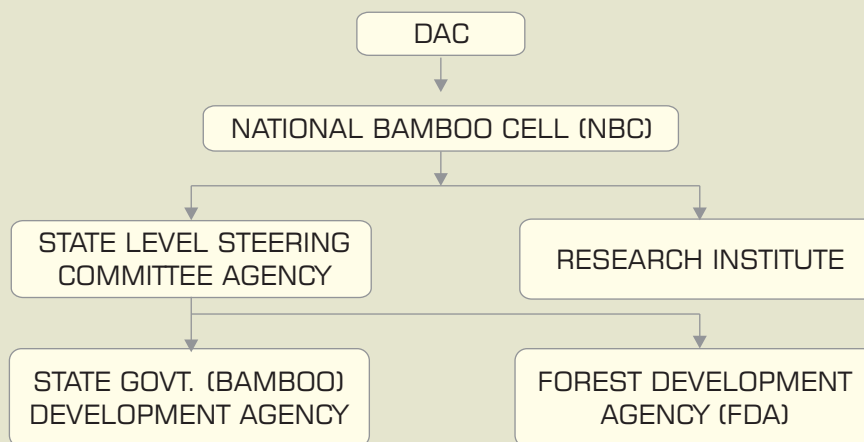 DAC
NATIONAL BAMBOO CELL (NBC)
STATE LEVEL STEERING
COMMITTEE AGENCY
RESEARCH INSTITUTE
STATE GOVT. (BAMBOO)
DEVELOPMENT AGENCY
FOREST DEVELOPMENT
AGENCY (FDA)